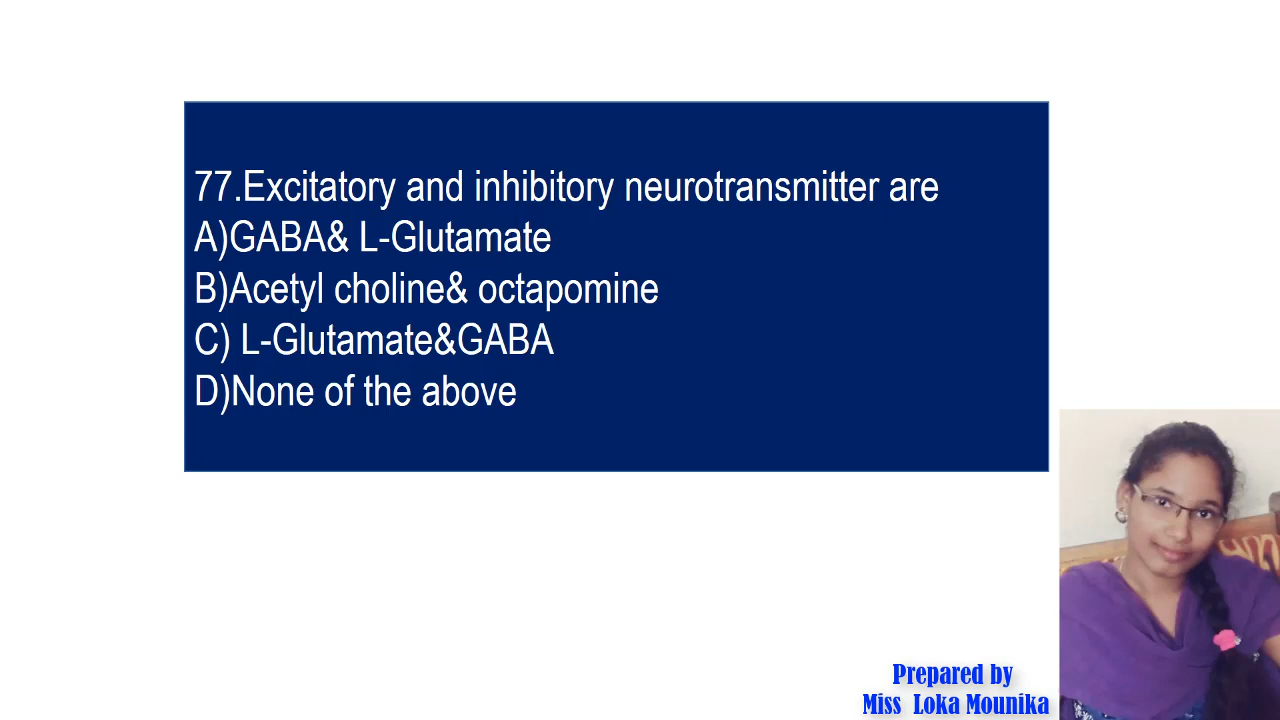 77.Excitatory and inhibitory neurotransmitter are
A)GABA& L-Glutamate
B)Acetyl choline& octapomine
C) L-Glutamate&GABA
D)None of the above
Prepared by
Miss Loka Mounika